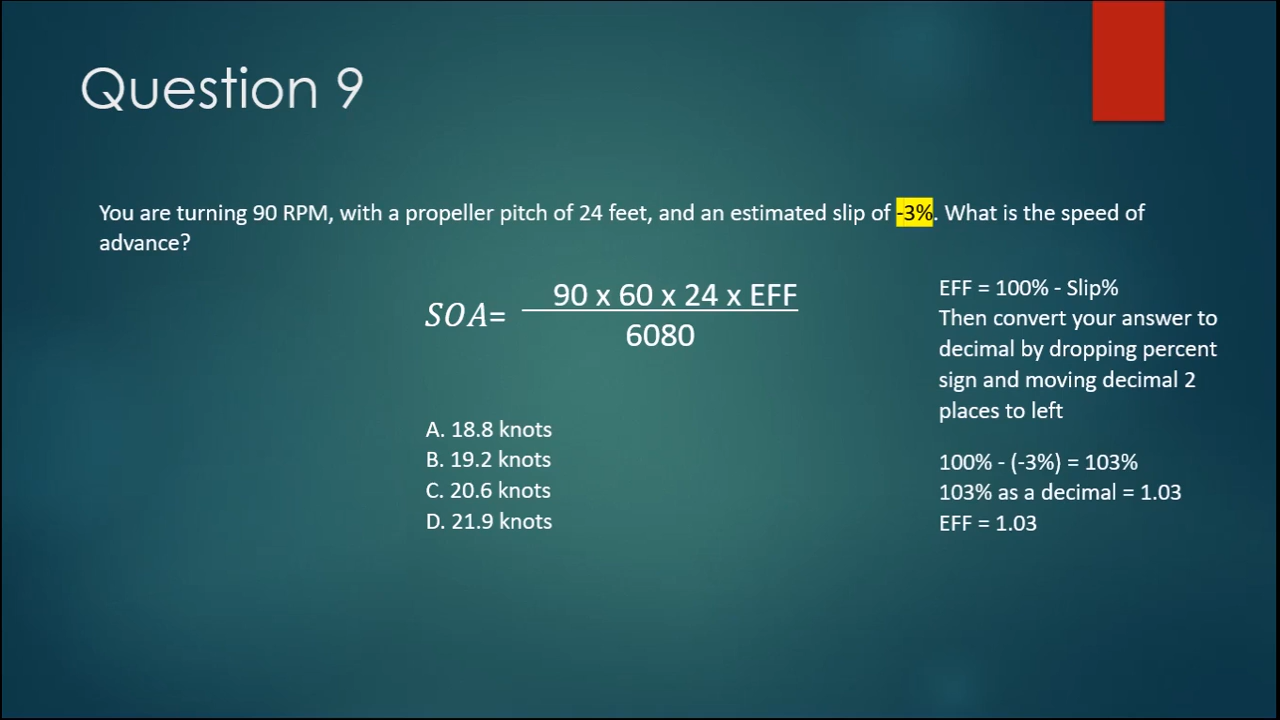 Question 9
You are turning 90 RPM, with a propeller pitch of 24 feet, and an estimated slip of -3%. What is the speed of
advance?
SOA= 90 x 60 x 24 x EFF
6080
A. 18.8 knots
B. 19.2 knots
C. 20.6 knots
D. 21.9 knots
EFF = 100% - Slip%
Then convert your answer to
decimal by dropping percent
sign and moving decimal 2
places to left
100% - (-3%) = 103%
103% as a decimal = 1.03
EFF = 1.03